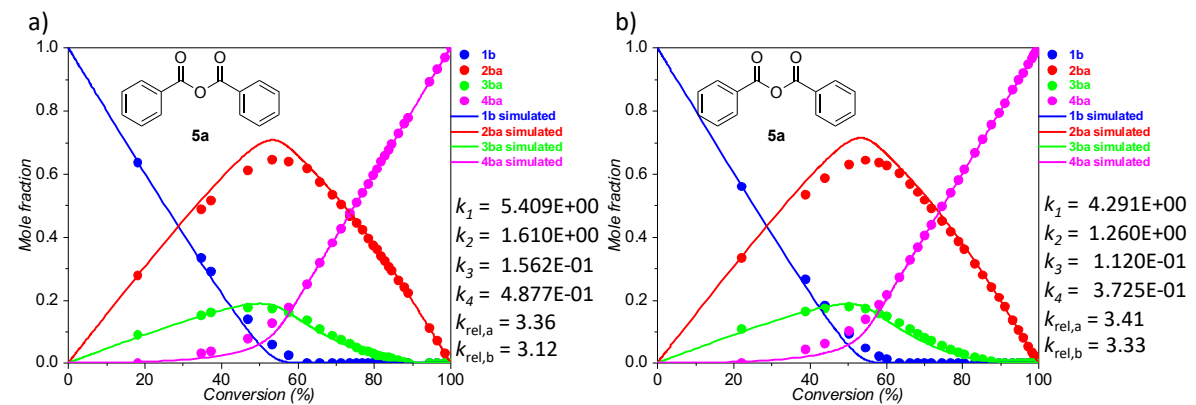 a)
Mole fraction
1.0
0.8
0.6
0.4
0.2
0.0
0
20
40
60
80
100
Conversion (%)
O O
O
5a
1b
2ba
3ba
4ba
1b simulated
2ba simulated
3ba simulated
4ba simulated
k1 = 5.409E+00
k2 = 1.610E+00
k3 = 1.562E-01
k4 = 4.877E-01
krel,a = 3.36
krel,b = 3.12
b)
Mole fraction
1.0
0.8
0.6
0.4
0.2
0.0
0
20
40
60
80
100
Conversion (%)
O O
O
5a
1b
2ba
3ba
4ba
1b simulated
2ba simulated
3ba simulated
4ba simulated
k1 = 4.291E+00
k2 = 1.260E+00
k3 = 1.120E-01
k4 = 3.725E-01
krel,a = 3.41
krel,b = 3.33